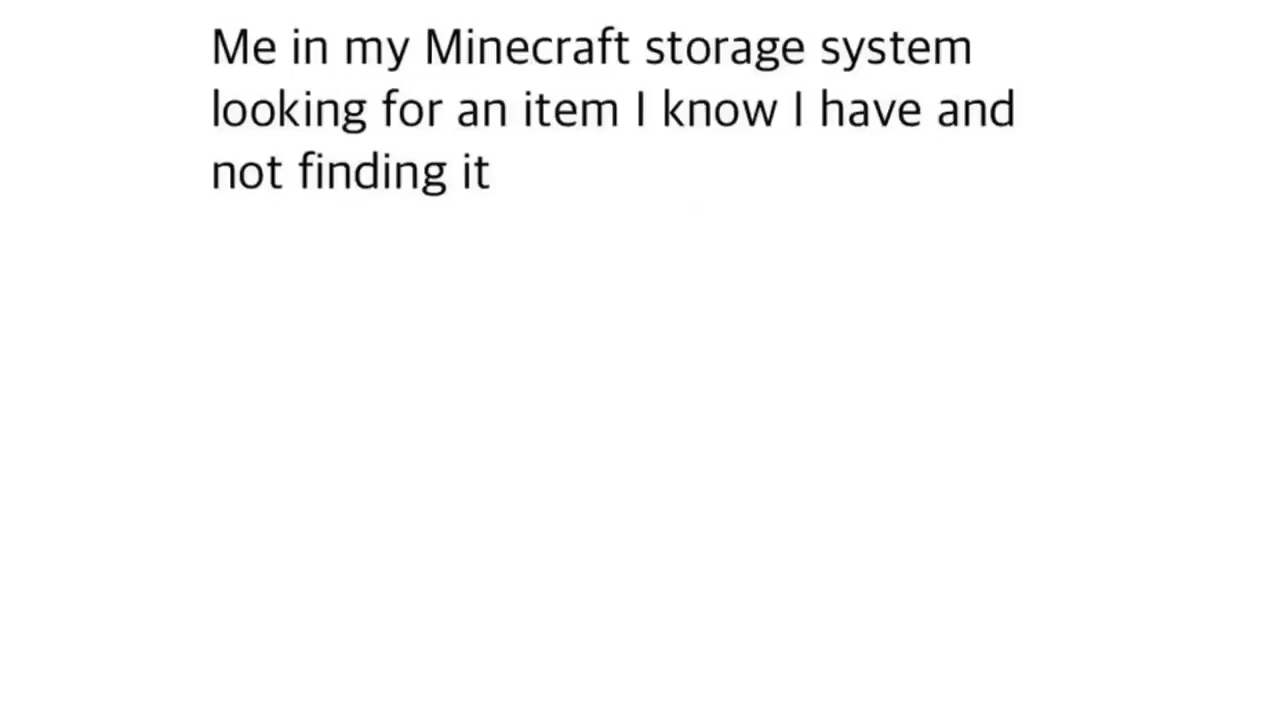 Me in my Minecraft storage system
looking for an item I know I have and
not finding it